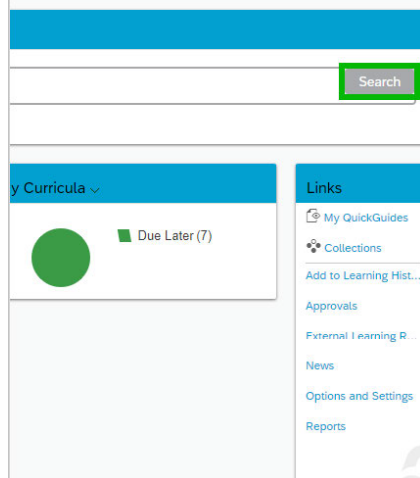 Search
y Curricula
Due Later (7)
Links
My QuickGuides
Collections
Add to Learning Hist...
Approvals
External Learning R...
News
Options and Settings
Reports